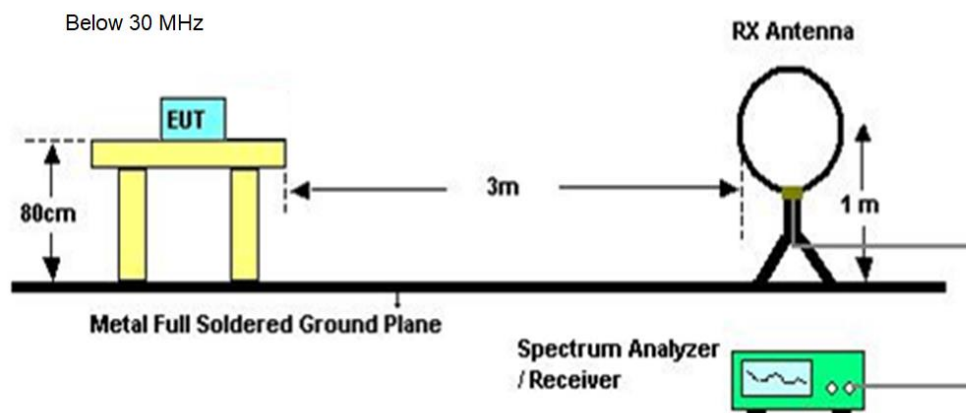 Below 30 MHz
RX Antenna
EUT
80cm
3m
1 m
Metal Full Soldered Ground Plane
Spectrum Analyzer
/ Receiver